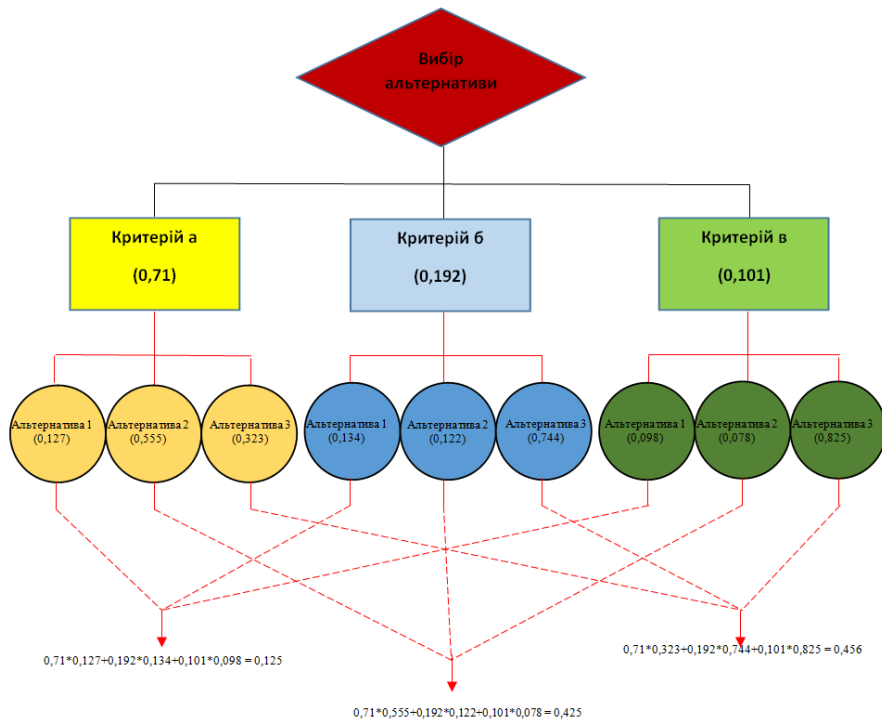 Вибір
альтернативи
Критерій а
(0,71)
Критерій б
(0,192)
Критерій в
(0,101)
Альтернатива 1
(0,127)
Альтернатива 2
(0,555)
Альтернатива 3
(0,323)
Альтернатива 1
(0,134)
Альтернатива 2
(0,122)
Альтернатива 3
(0,744)
Альтернатива 1
(0,098)
Альтернатива 2
(0,078)
Альтернатива 3
(0,825)
0,71*0,127+0,192*0,134+0,101*0,098 = 0,125
0,71*0,323+0,192*0,744+0,101*0,825 = 0,456
0,71*0,555+0,192*0,122+0,101*0,078 = 0,425